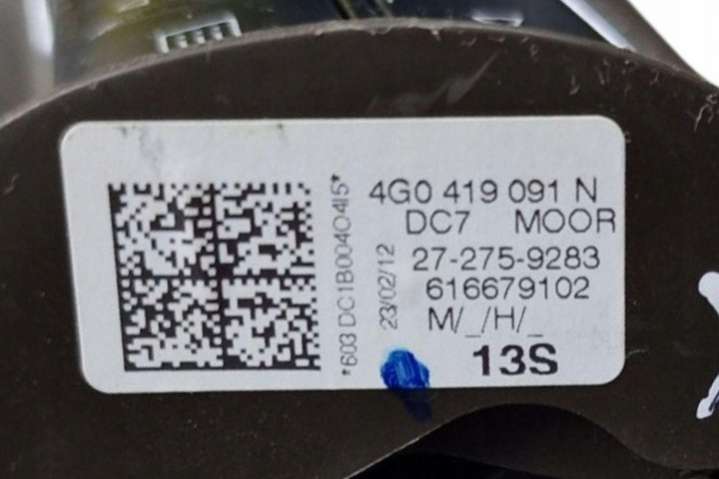 *603 DC1B004O4I5*
23/02/12
4G0 419 091 N
DC7 MOOR
27-275-9283
616679102
M/_/H/_
13S